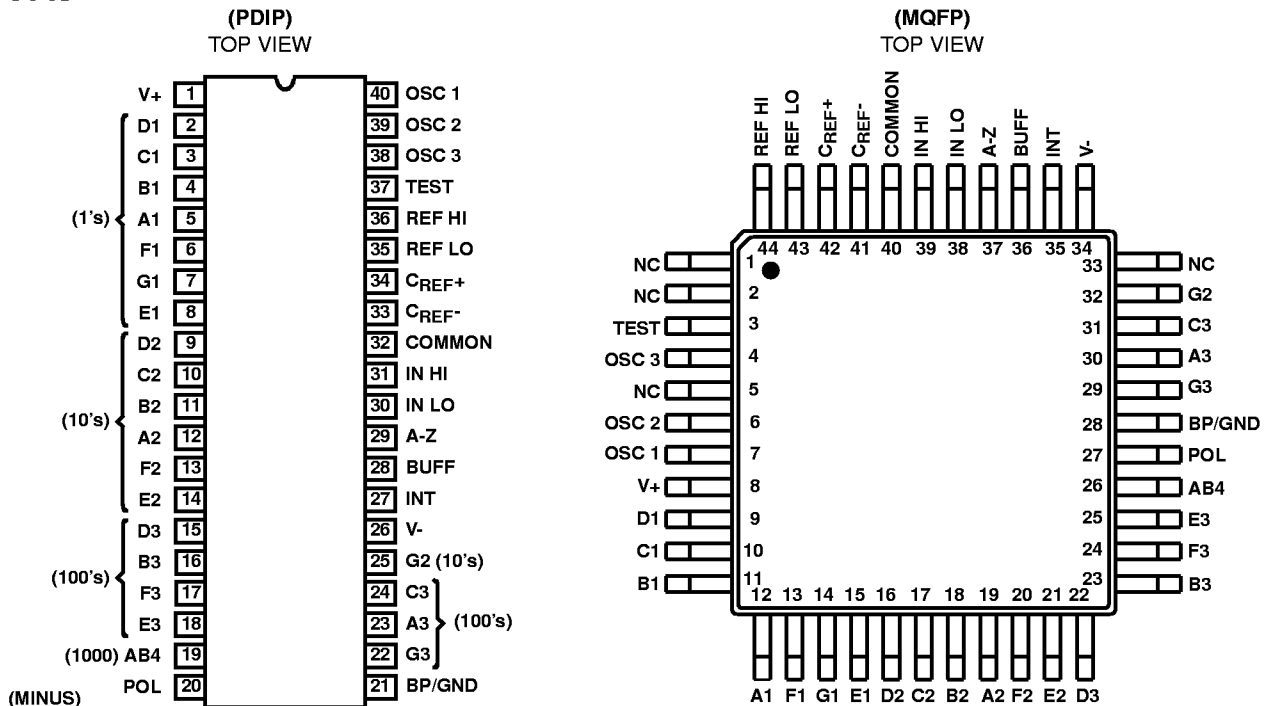 (PDIP)
TOP VIEW
V+ 1 40 OSC 1
D1 2 39 OSC 2
C1 3 38 OSC 3
B1 4 37 TEST
(1's) A1 5 36 REF HI
F1 6 35 REF LO
G1 7 34 CREF+
E1 8 33 CREF-
D2 9 32 COMMON
C2 10 31 IN HI
(10's) B2 11 30 IN LO
A2 12 29 A-Z
F2 13 28 BUFF
E2 14 27 INT
D3 15 26 V-
B3 16 25 G2 (10's)
(100's) F3 17 24 C3
E3 18 23 A3 (100's)
(1000) AB4 19 22 G3
(MINUS) POL 20 21 BP/GND
(MQFP)
TOP VIEW
REF HI REF LO CREF+ CREF- COMMON IN HI IN LO A-Z BUFF INT V-
44 43 42 41 40 39 38 37 36 35 34
NC 1 33 NC
NC 2 32 G2
TEST 3 31 C3
OSC 3 4 30 A3
NC 5 29 G3
OSC 2 6 28 BP/GND
OSC 1 7 27 POL
V+ 8 26 AB4
D1 9 25 E3
C1 10 24 F3
B1 11 23 B3
12 13 14 15 16 17 18 19 20 21 22
A1 F1 G1 E1 D2 C2 B2 A2 F2 E2 D3